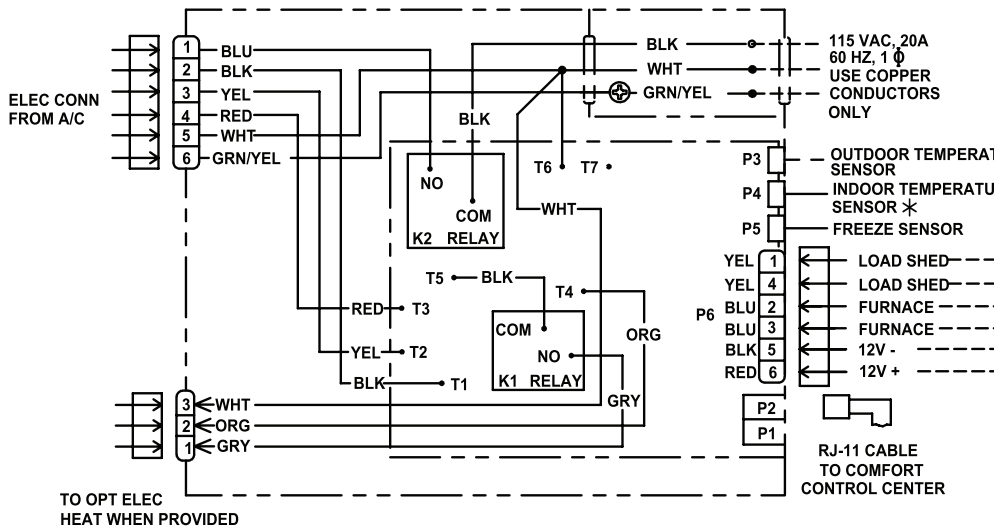 ELEC CONN
FROM A/C
1 BLU
2 BLK
3 YEL
4 RED
5 WHT
6 GRN/YEL
BLK
WHT
GRN/YEL
115 VAC, 20A
60 HZ, 1 ϕ
USE COPPER
CONDUCTORS
ONLY
BLK
NO
COM
K2 RELAY
T6 T7
WHT
T5 BLK T4
RED T3
YEL T2
BLK T1
COM
NO
K1 RELAY
ORG
GRY
P3 OUTDOOR TEMPERAT
SENSOR
P4 INDOOR TEMPERATU
SENSOR *
P5 FREEZE SENSOR
P6
YEL 1 LOAD SHED
YEL 4 LOAD SHED
BLU 2 FURNACE
BLU 3 FURNACE
BLK 5 12V -
RED 6 12V +
P2
P1
RJ-11 CABLE
TO COMFORT
CONTROL CENTER
3 WHT
2 ORG
1 GRY
TO OPT ELEC
HEAT WHEN PROVIDED